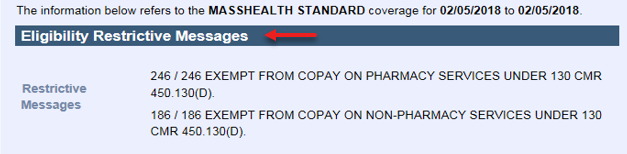 The information below refers to the MASSHEALTH STANDARD coverage for 02/05/2018 to 02/05/2018.
Eligibility Restrictive Messages
Restrictive
Messages
246 / 246 EXEMPT FROM COPAY ON PHARMACY SERVICES UNDER 130 CMR
450.130(D).
186 / 186 EXEMPT FROM COPAY ON NON-PHARMACY SERVICES UNDER 130
CMR 450.130(D).